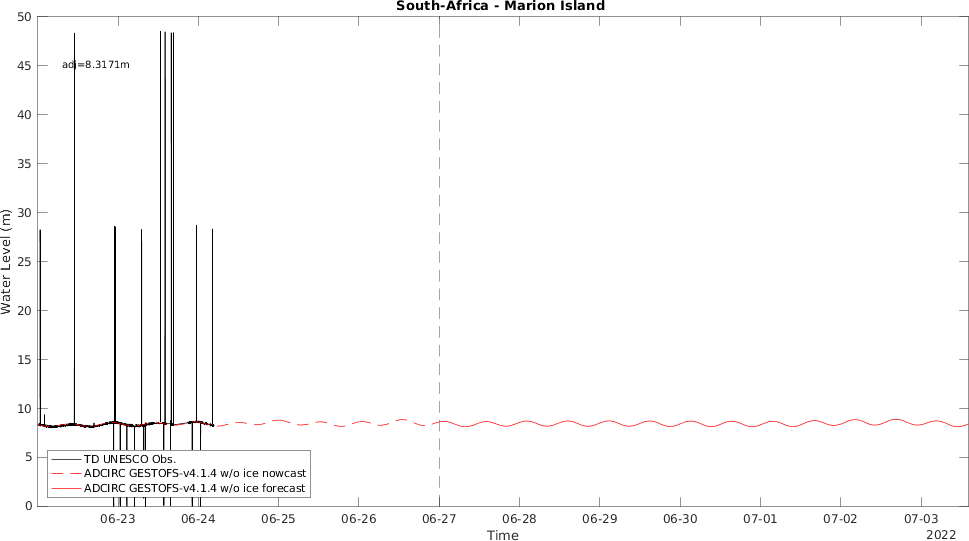 South-Africa - Marion Island
50
45
40
35
30
25
20
15
10
5
0
Water Level (m)
adj=8.3171m
TD UNESCO Obs.
ADCIRC GESTOFS-v4.1.4 w/o ice nowcast
ADCIRC GESTOFS-v4.1.4 w/o ice forecast
06-23 06-24 06-25 06-26 06-27 06-28 06-29 06-30 07-01 07-02 07-03
Time
2022